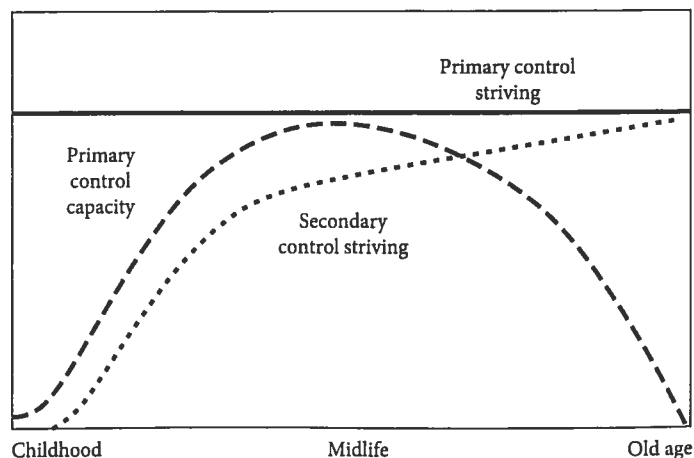 Primary control
striving
Primary
control
capacity
Secondary
control striving
Childhood
Midlife
Old age